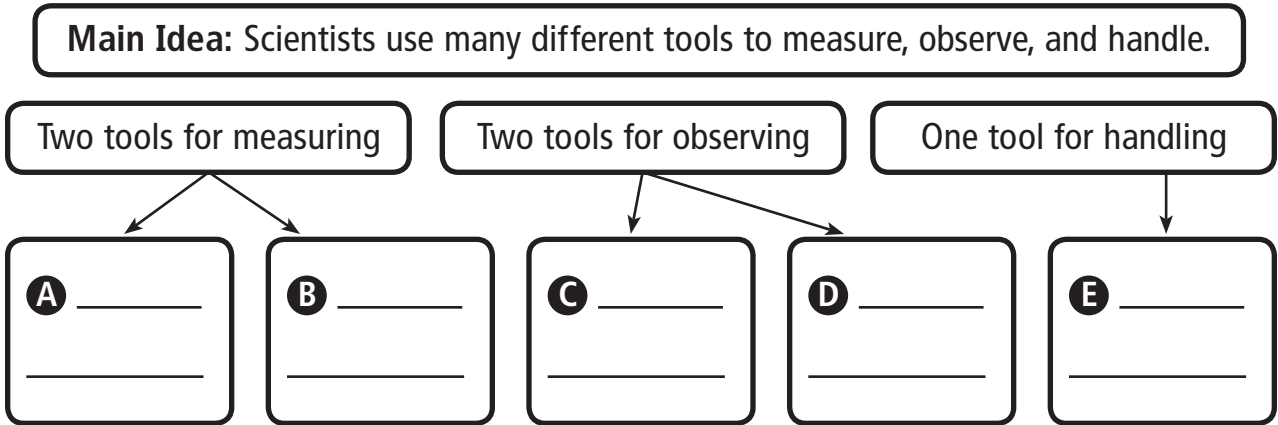 Main Idea: Scientists use many different tools to measure, observe, and handle.
Two tools for measuring
Two tools for observing
One tool for handling
A
B
C
D
E